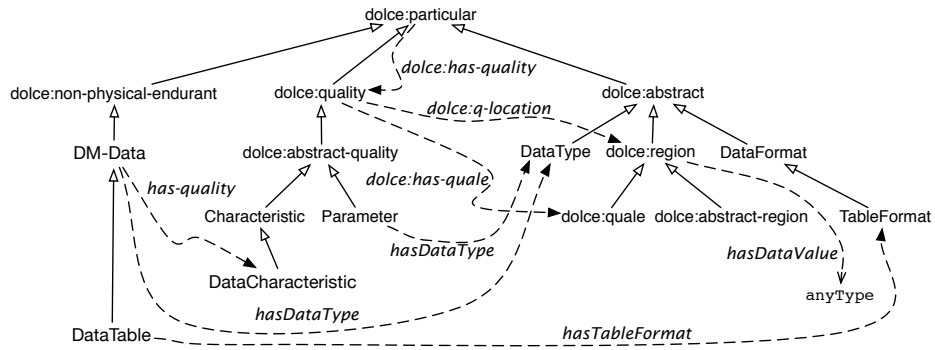 dolce:particular
dolce:has-quality
dolce:non-physical-endurant
dolce:quality
dolce:abstract
dolce:q-location
DM-Data
dolce:abstract-quality
DataType
dolce:region
DataFormat
has-quality
dolce:has-quale
Characteristic
Parameter
dolce:quale
dolce:abstract-region
TableFormat
hasDataType
hasDataValue
DataCharacteristic
anyType
hasDataType
DataTable
hasTableFormat